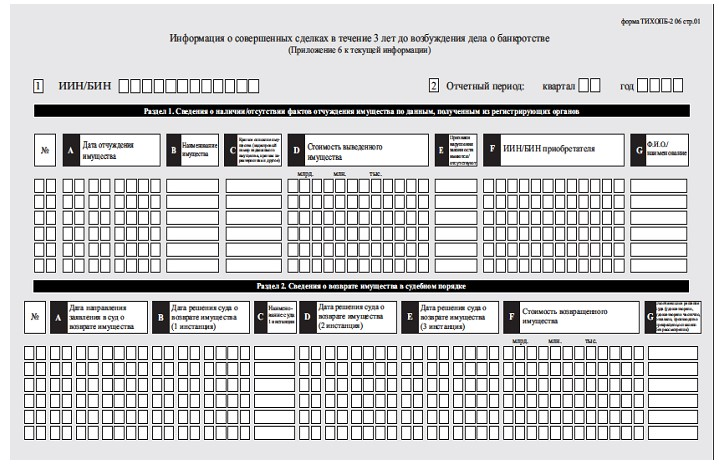 форма ТИХОПБ-2 06 стр.01
Информация о совершенных сделках в течение 3 лет до возбуждения дела о банкротстве
(Приложение 6 к текущей информации)
1 ИИН/БИН 2 Отчетный период: квартал год
Раздел 1. Сведения о наличии/отсутствии фактов отчуждения имущества по данным, полученным из регистрирующих органов
№ A Дата отчуждения имущества B Наименование имущества C D Стоимость выведенного имущества E F ИИН/БИН приобретателя G Ф.И.О/ наименование
млрд. млн. тыс.
Раздел 2. Сведения о возврате имущества в судебном порядке
№ A Дата направления заявления в суд о возврате имущества B Дата решения суда о возврате имущества (1 инстанция) C Наимено- вание суда 1 инстанции D Дата решения суда о возврате имущества (2 инстанция) E Дата решения суда о возврате имущества (3 инстанция) F Стоимость возвращенного имущества G
млрд. млн. тыс.